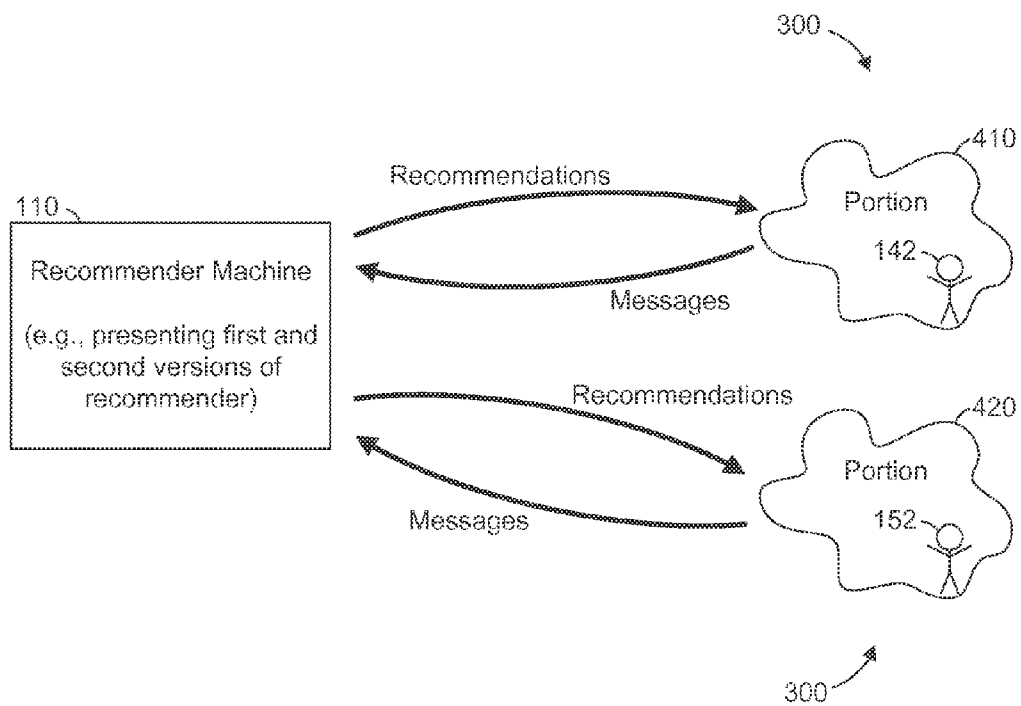 300
410
Recommendations
Portion
110
142
Recommender Machine
Messages
(e.g., presenting first and
second versions of
recommender)
Recommendations
420
Portion
Messages
152
300